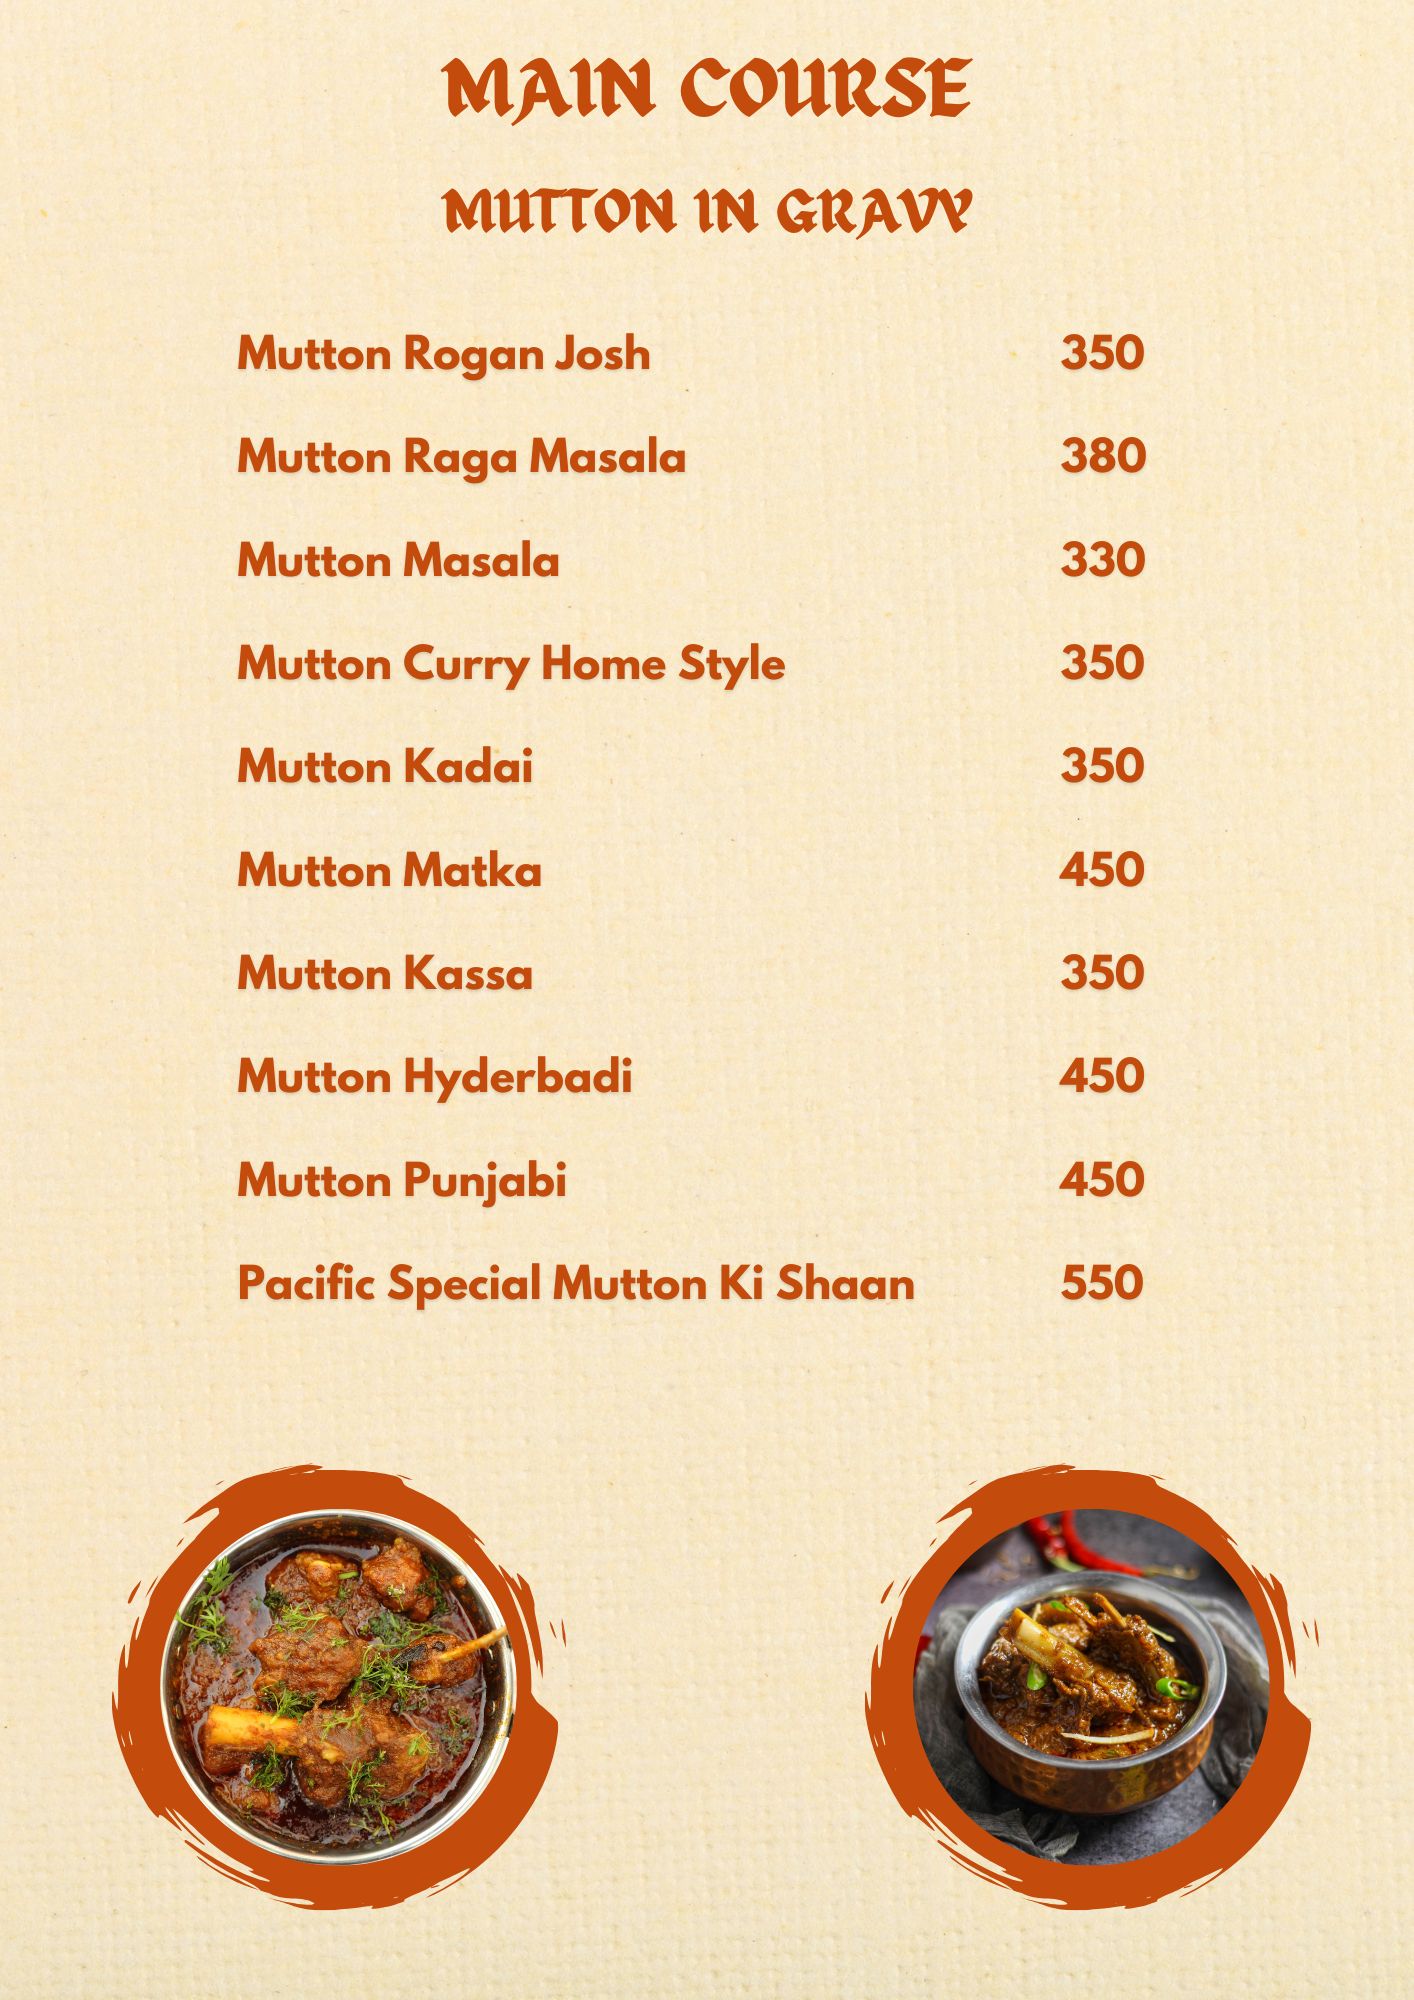 MAIN COURSE
MUTTON IN GRAVY
Mutton Rogan Josh 350
Mutton Raga Masala 380
Mutton Masala 330
Mutton Curry Home Style 350
Mutton Kadai 350
Mutton Matka 450
Mutton Kassa 350
Mutton Hyderbadi 450
Mutton Punjabi 450
Pacific Special Mutton Ki Shaan 550